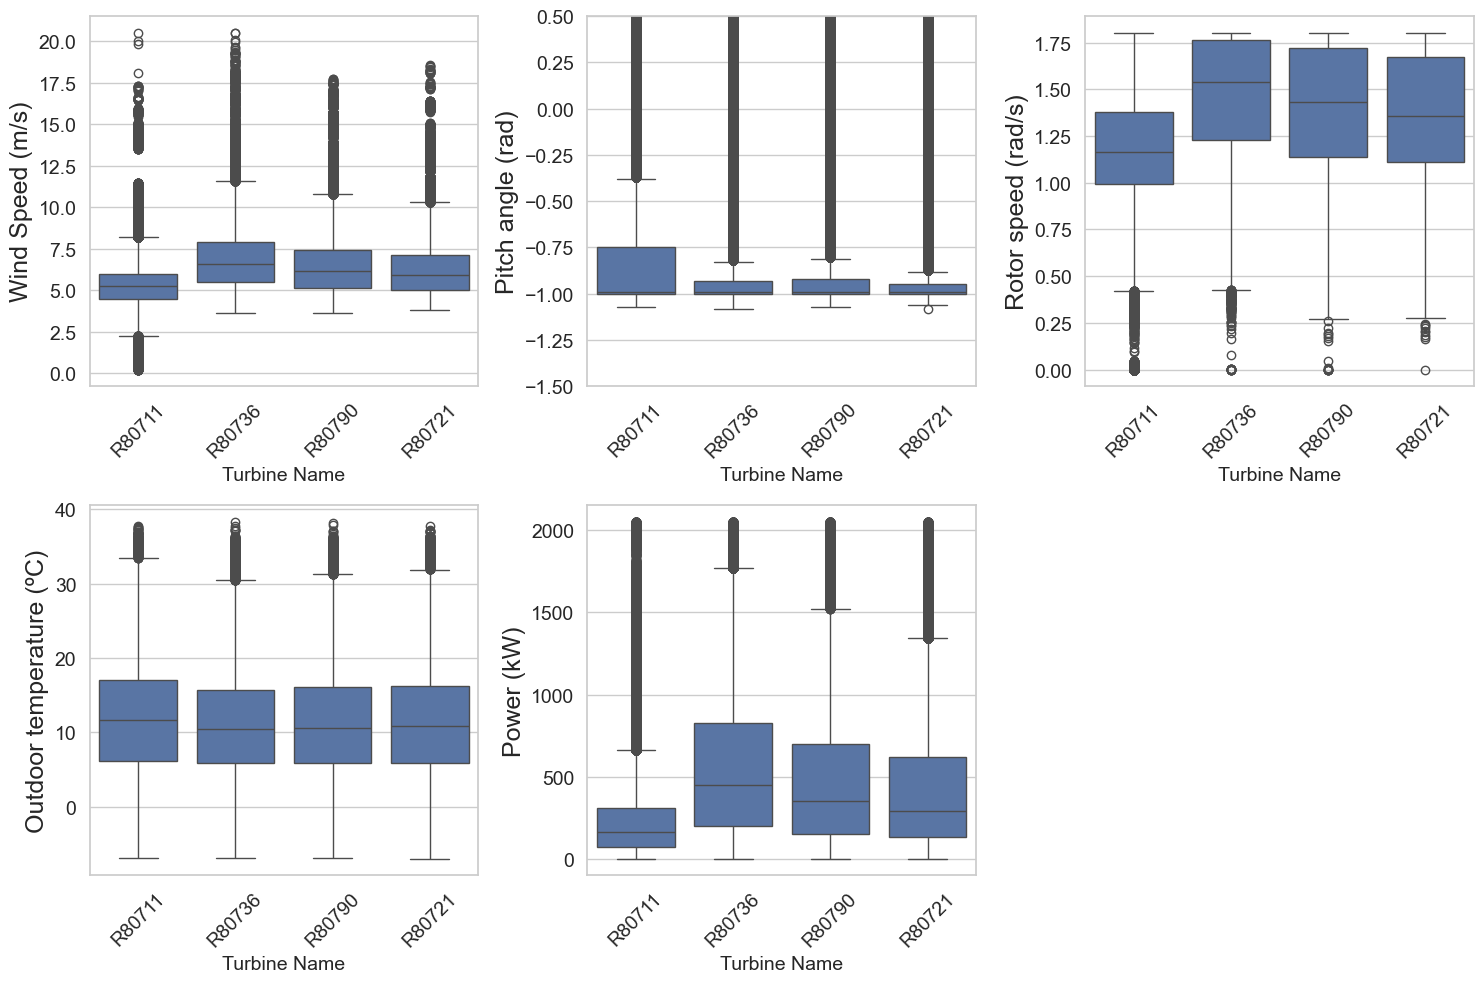 Wind Speed (m/s)
20.0
17.5
15.0
12.5
10.0
7.5
5.0
2.5
0.0
R80711
R80736
R80790
R80721
Turbine Name
Pitch angle (rad)
0.50
0.25
0.00
−0.25
−0.50
−0.75
−1.00
−1.25
−1.50
R80711
R80736
R80790
R80721
Turbine Name
Rotor speed (rad/s)
1.75
1.50
1.25
1.00
0.75
0.50
0.25
0.00
R80711
R80736
R80790
R80721
Turbine Name
Outdoor temperature (ºC)
40
30
20
10
0
R80711
R80736
R80790
R80721
Turbine Name
Power (kW)
2000
1500
1000
500
0
R80711
R80736
R80790
R80721
Turbine Name